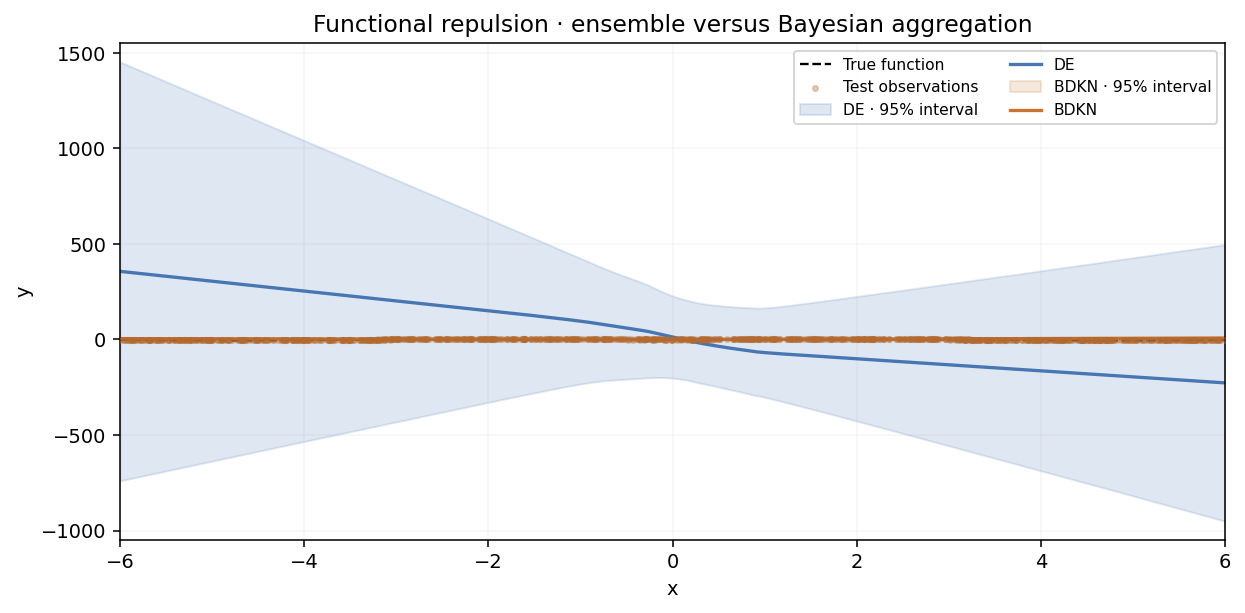 Functional repulsion · ensemble versus Bayesian aggregation
True function
Test observations
DE · 95% interval
DE
BDKN · 95% interval
BDKN
1500
1000
500
0
−500
−1000
y
−6
−4
−2
0
2
4
6
x